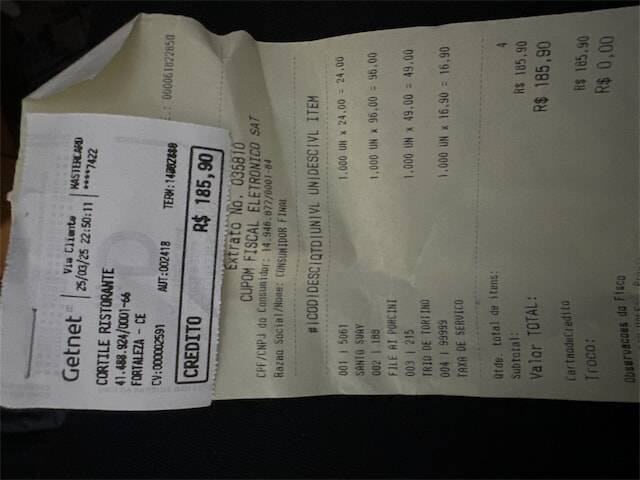 Getnet
Via Cliente
MASTERCARD
25/03/25 22:50:11
****7422
CORTILE RISTORANTE
41.488.924/0001-66
FORTALEZA - CE
TERM:14002880
CV:000002591
AUT:002418
CREDITO
R$ 185,90
: 000061022850
Extrato No. 035810
CUPOM FISCAL ELETRONICO SAT
CPF/CNPJ do Consumidor: 14.946.877/0001-84
Razao Social/Nome: CONSUMIDOR FINAL
#|COD|DESC|QTD|UN|VL UN|DESC|VL ITEM
001 | 5061
SANTO SUAY
1,000 UN x 24,00 = 24,00
002 | 188
FILE AI PORCINI
1,000 UN x 96,00 = 96,00
003 | 215
TRIO DE TORTINO
1,000 UN x 49,00 = 49,00
004 | 99999
TAXA DE SERVICO
1,000 UN x 16,90 = 16,90
Qtde. total de itens: 4
Subtotal: R$ 185,90
Valor TOTAL: R$ 185,90
CartaodeCredito R$ 185,90
Troco: R$ 0,00
Observacoes do Fisco